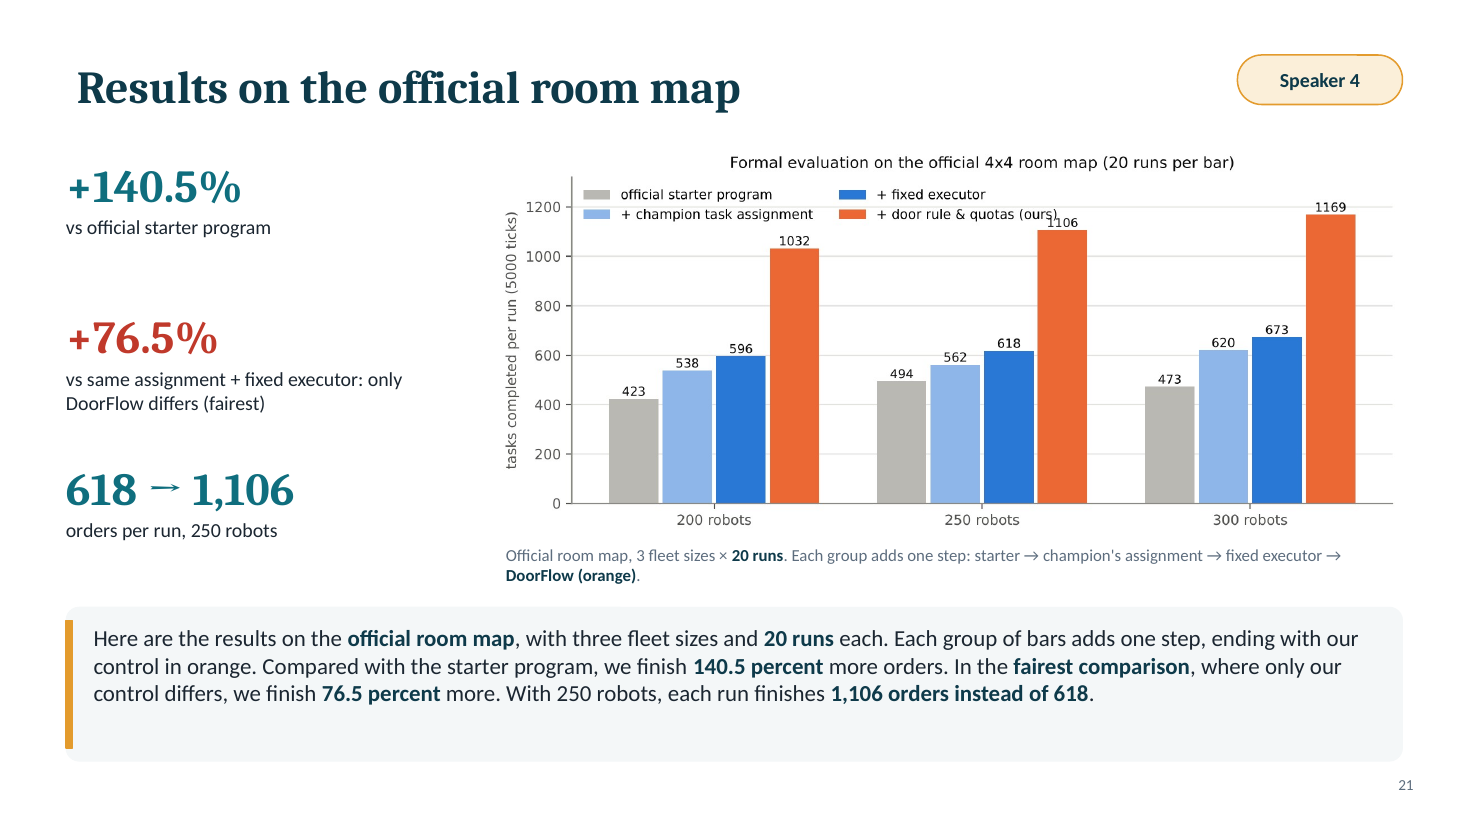 Results on the official room map
Speaker 4
+140.5%
vs official starter program
+76.5%
vs same assignment + fixed executor: only
DoorFlow differs (fairest)
618 → 1,106
orders per run, 250 robots
Formal evaluation on the official 4x4 room map (20 runs per bar)
official starter program
+ champion task assignment
+ fixed executor
+ door rule & quotas (ours)
tasks completed per run (5000 ticks)
1200
1000
800
600
400
200
0
423
538
596
1032
494
562
618
1106
473
620
673
1169
200 robots
250 robots
300 robots
Official room map, 3 fleet sizes × 20 runs. Each group adds one step: starter → champion's assignment → fixed executor →
DoorFlow (orange).
Here are the results on the official room map, with three fleet sizes and 20 runs each. Each group of bars adds one step, ending with our
control in orange. Compared with the starter program, we finish 140.5 percent more orders. In the fairest comparison, where only our
control differs, we finish 76.5 percent more. With 250 robots, each run finishes 1,106 orders instead of 618.
21